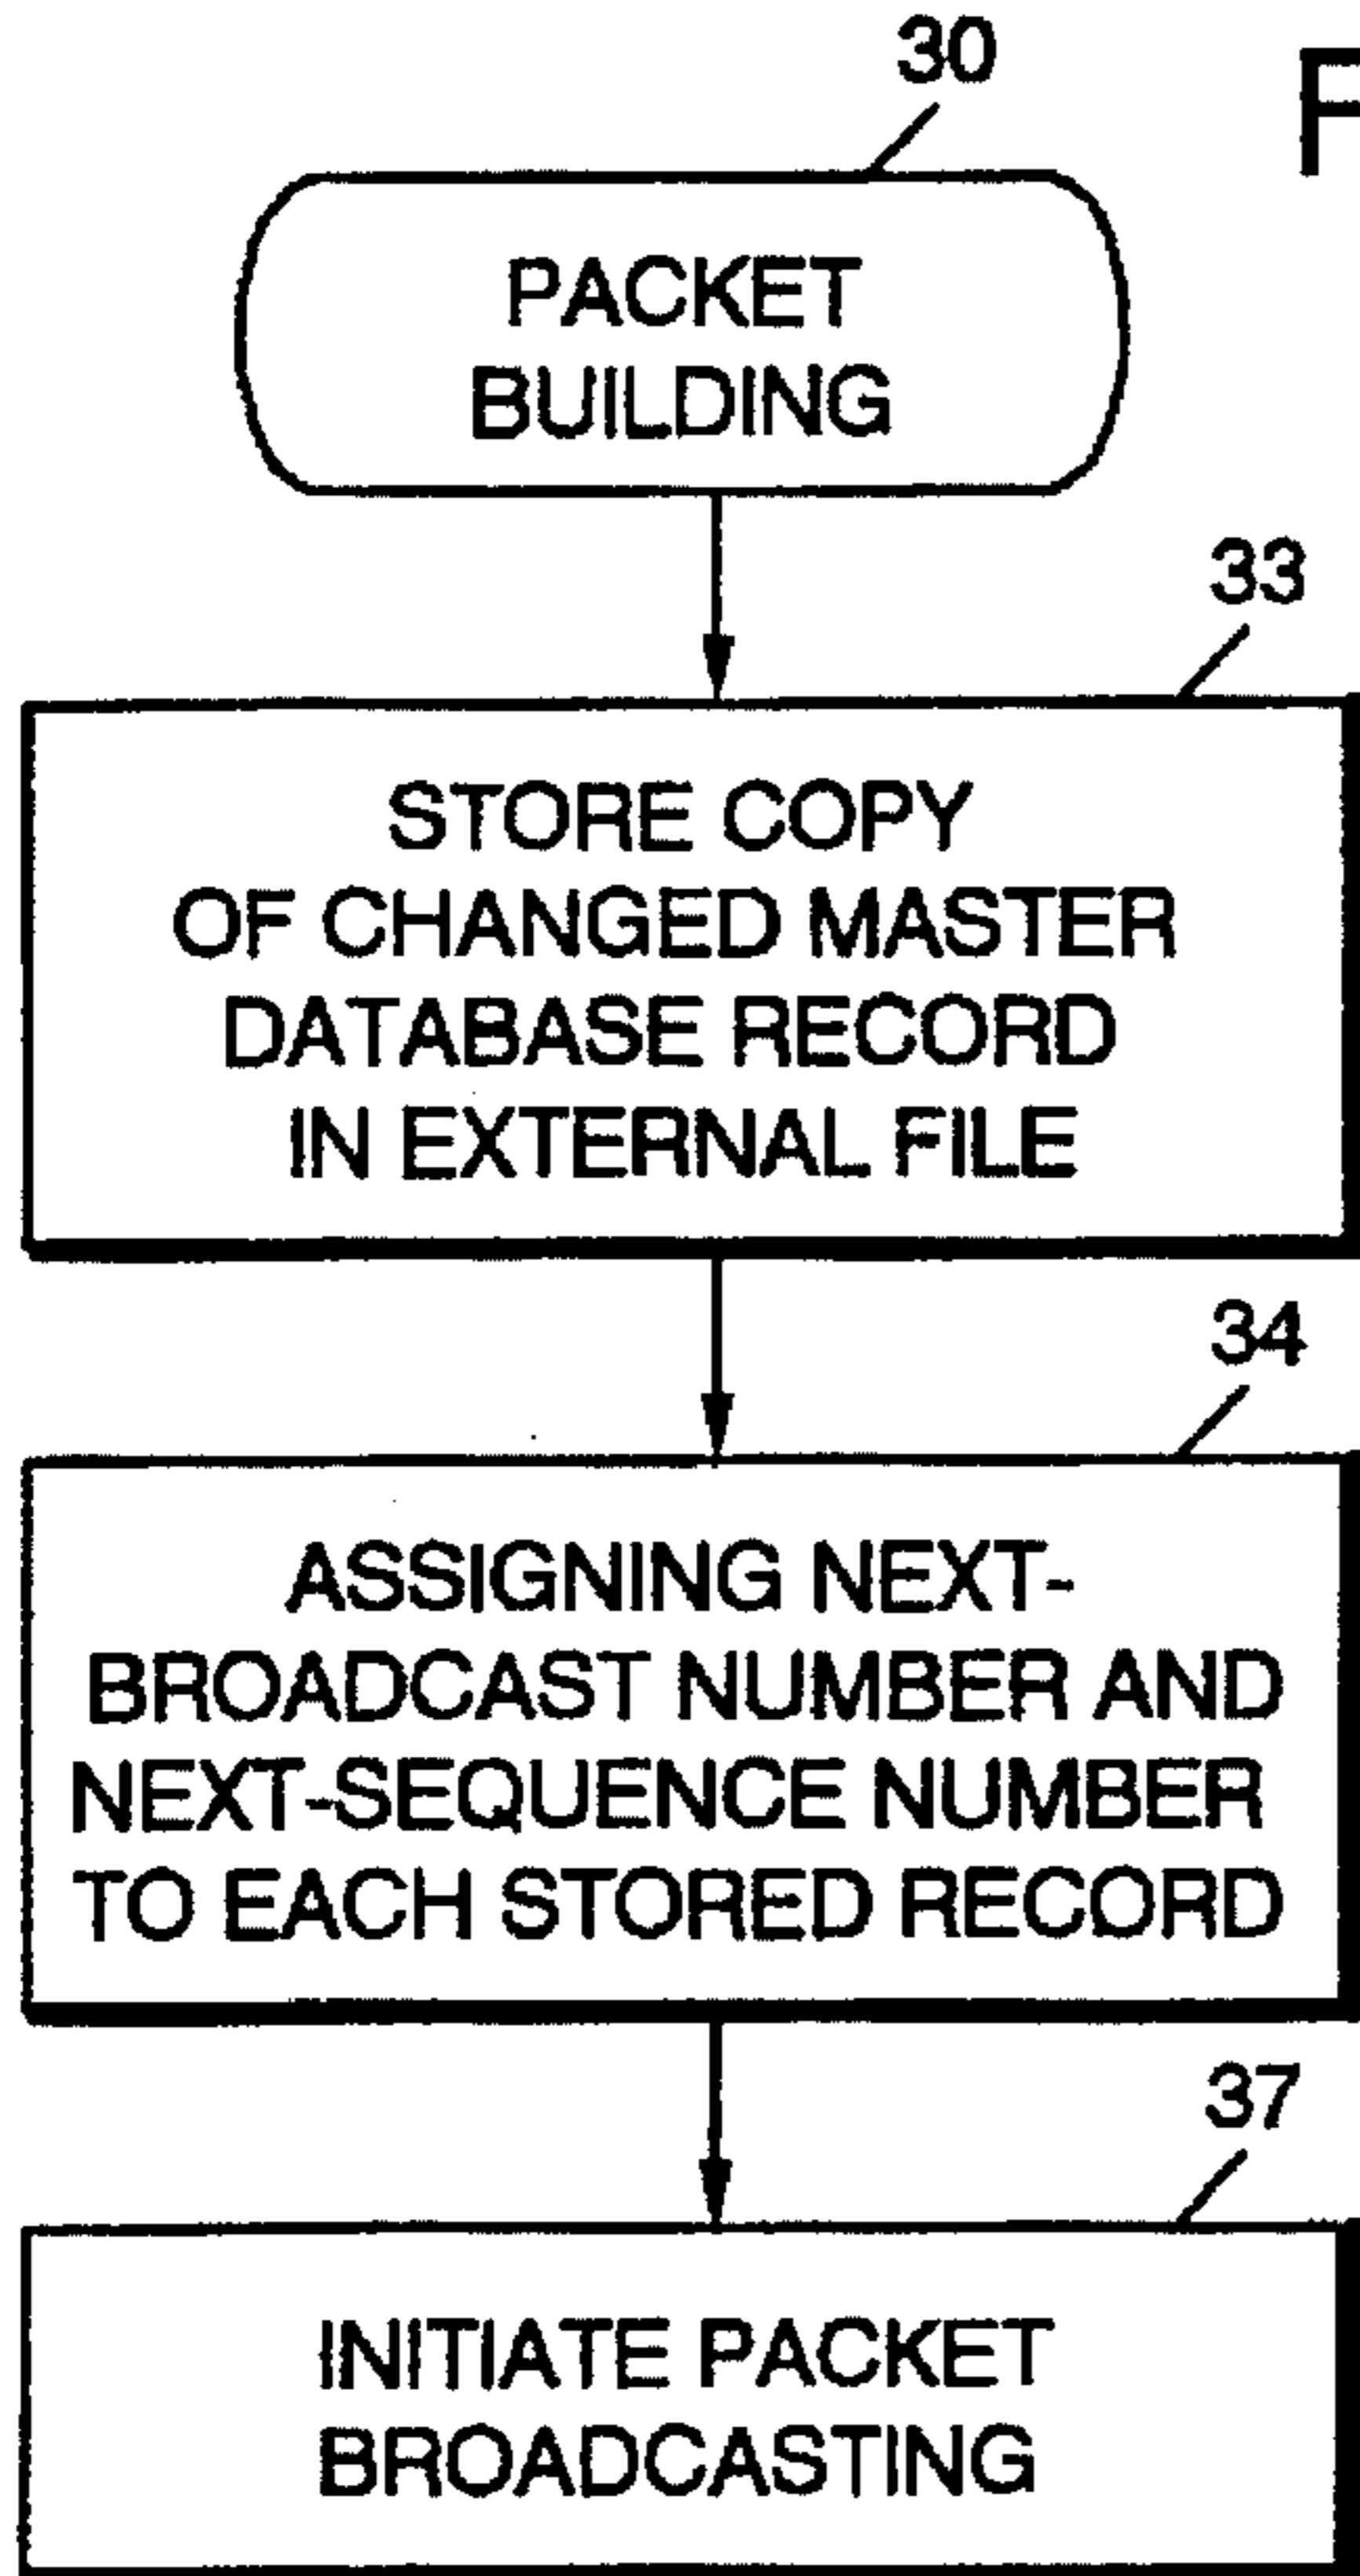 30
F
PACKET
BUILDING
33
STORE COPY
OF CHANGED MASTER
DATABASE RECORD
IN EXTERNAL FILE
34
ASSIGNING NEXT-
BROADCAST NUMBER AND
NEXT-SEQUENCE NUMBER
TO EACH STORED RECORD
37
INITIATE PACKET
BROADCASTING